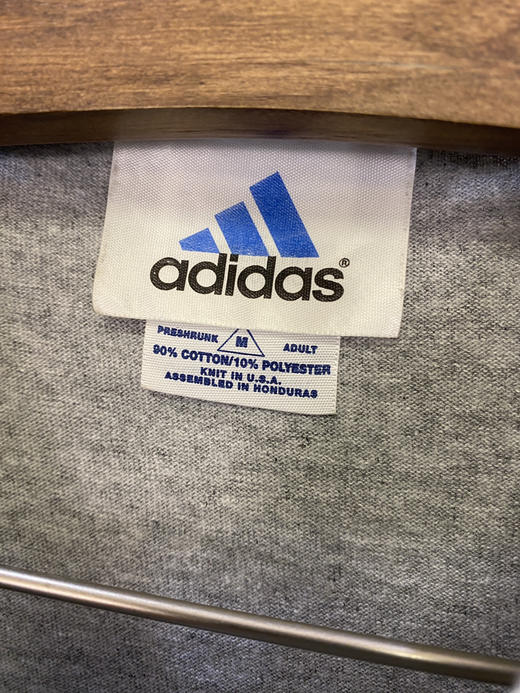 adidas®
PRESHRUNK M ADULT
90% COTTON/10% POLYESTER
KNIT IN U.S.A.
ASSEMBLED IN HONDURAS